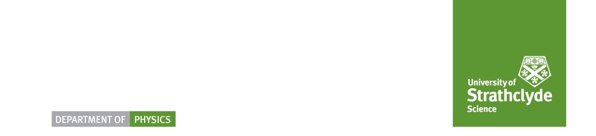 University of
Strathclyde
Science
DEPARTMENT OF PHYSICS